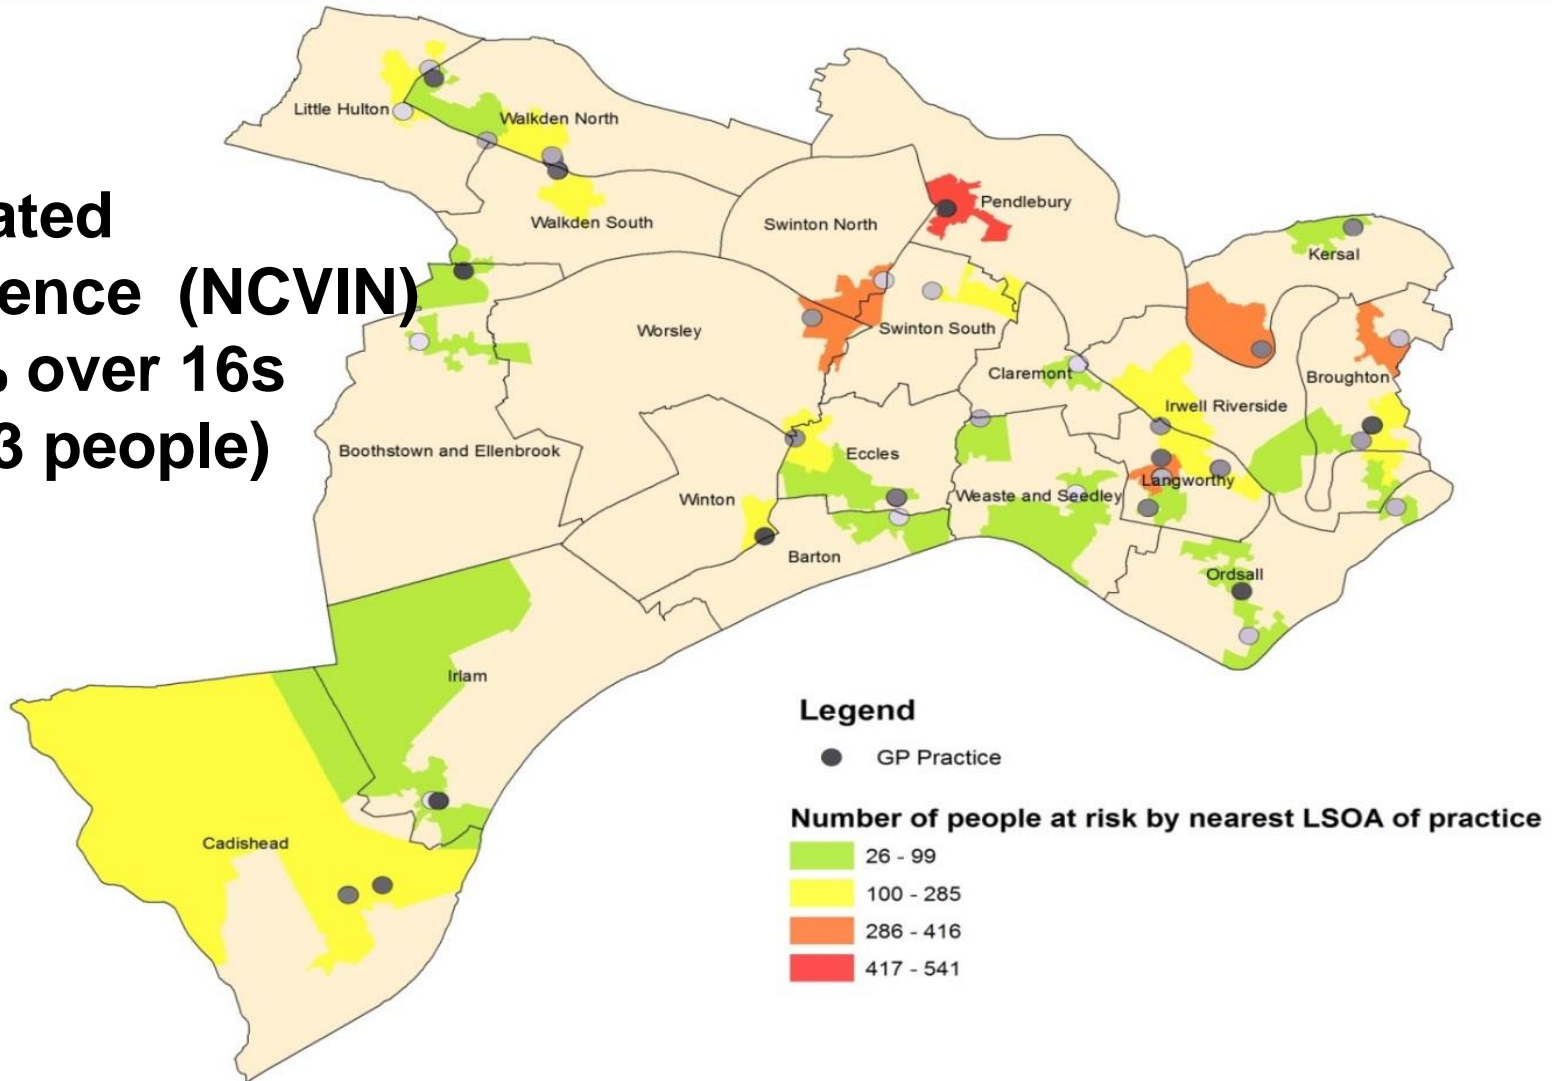 ated
ence (NCVIN)
over 16s
3 people)
Little Hulton
Walkden North
Walkden South
Swinton North
Pendlebury
Kersal
Worsley
Swinton South
Claremont
Broughton
Irwell Riverside
Boothstown and Ellenbrook
Eccles
Langworthy
Winton
Weaste and Seedley
Barton
Ordsall
Irlam
Cadishead
Legend
GP Practice
Number of people at risk by nearest LSOA of practice
26 - 99
100 - 285
286 - 416
417 - 541